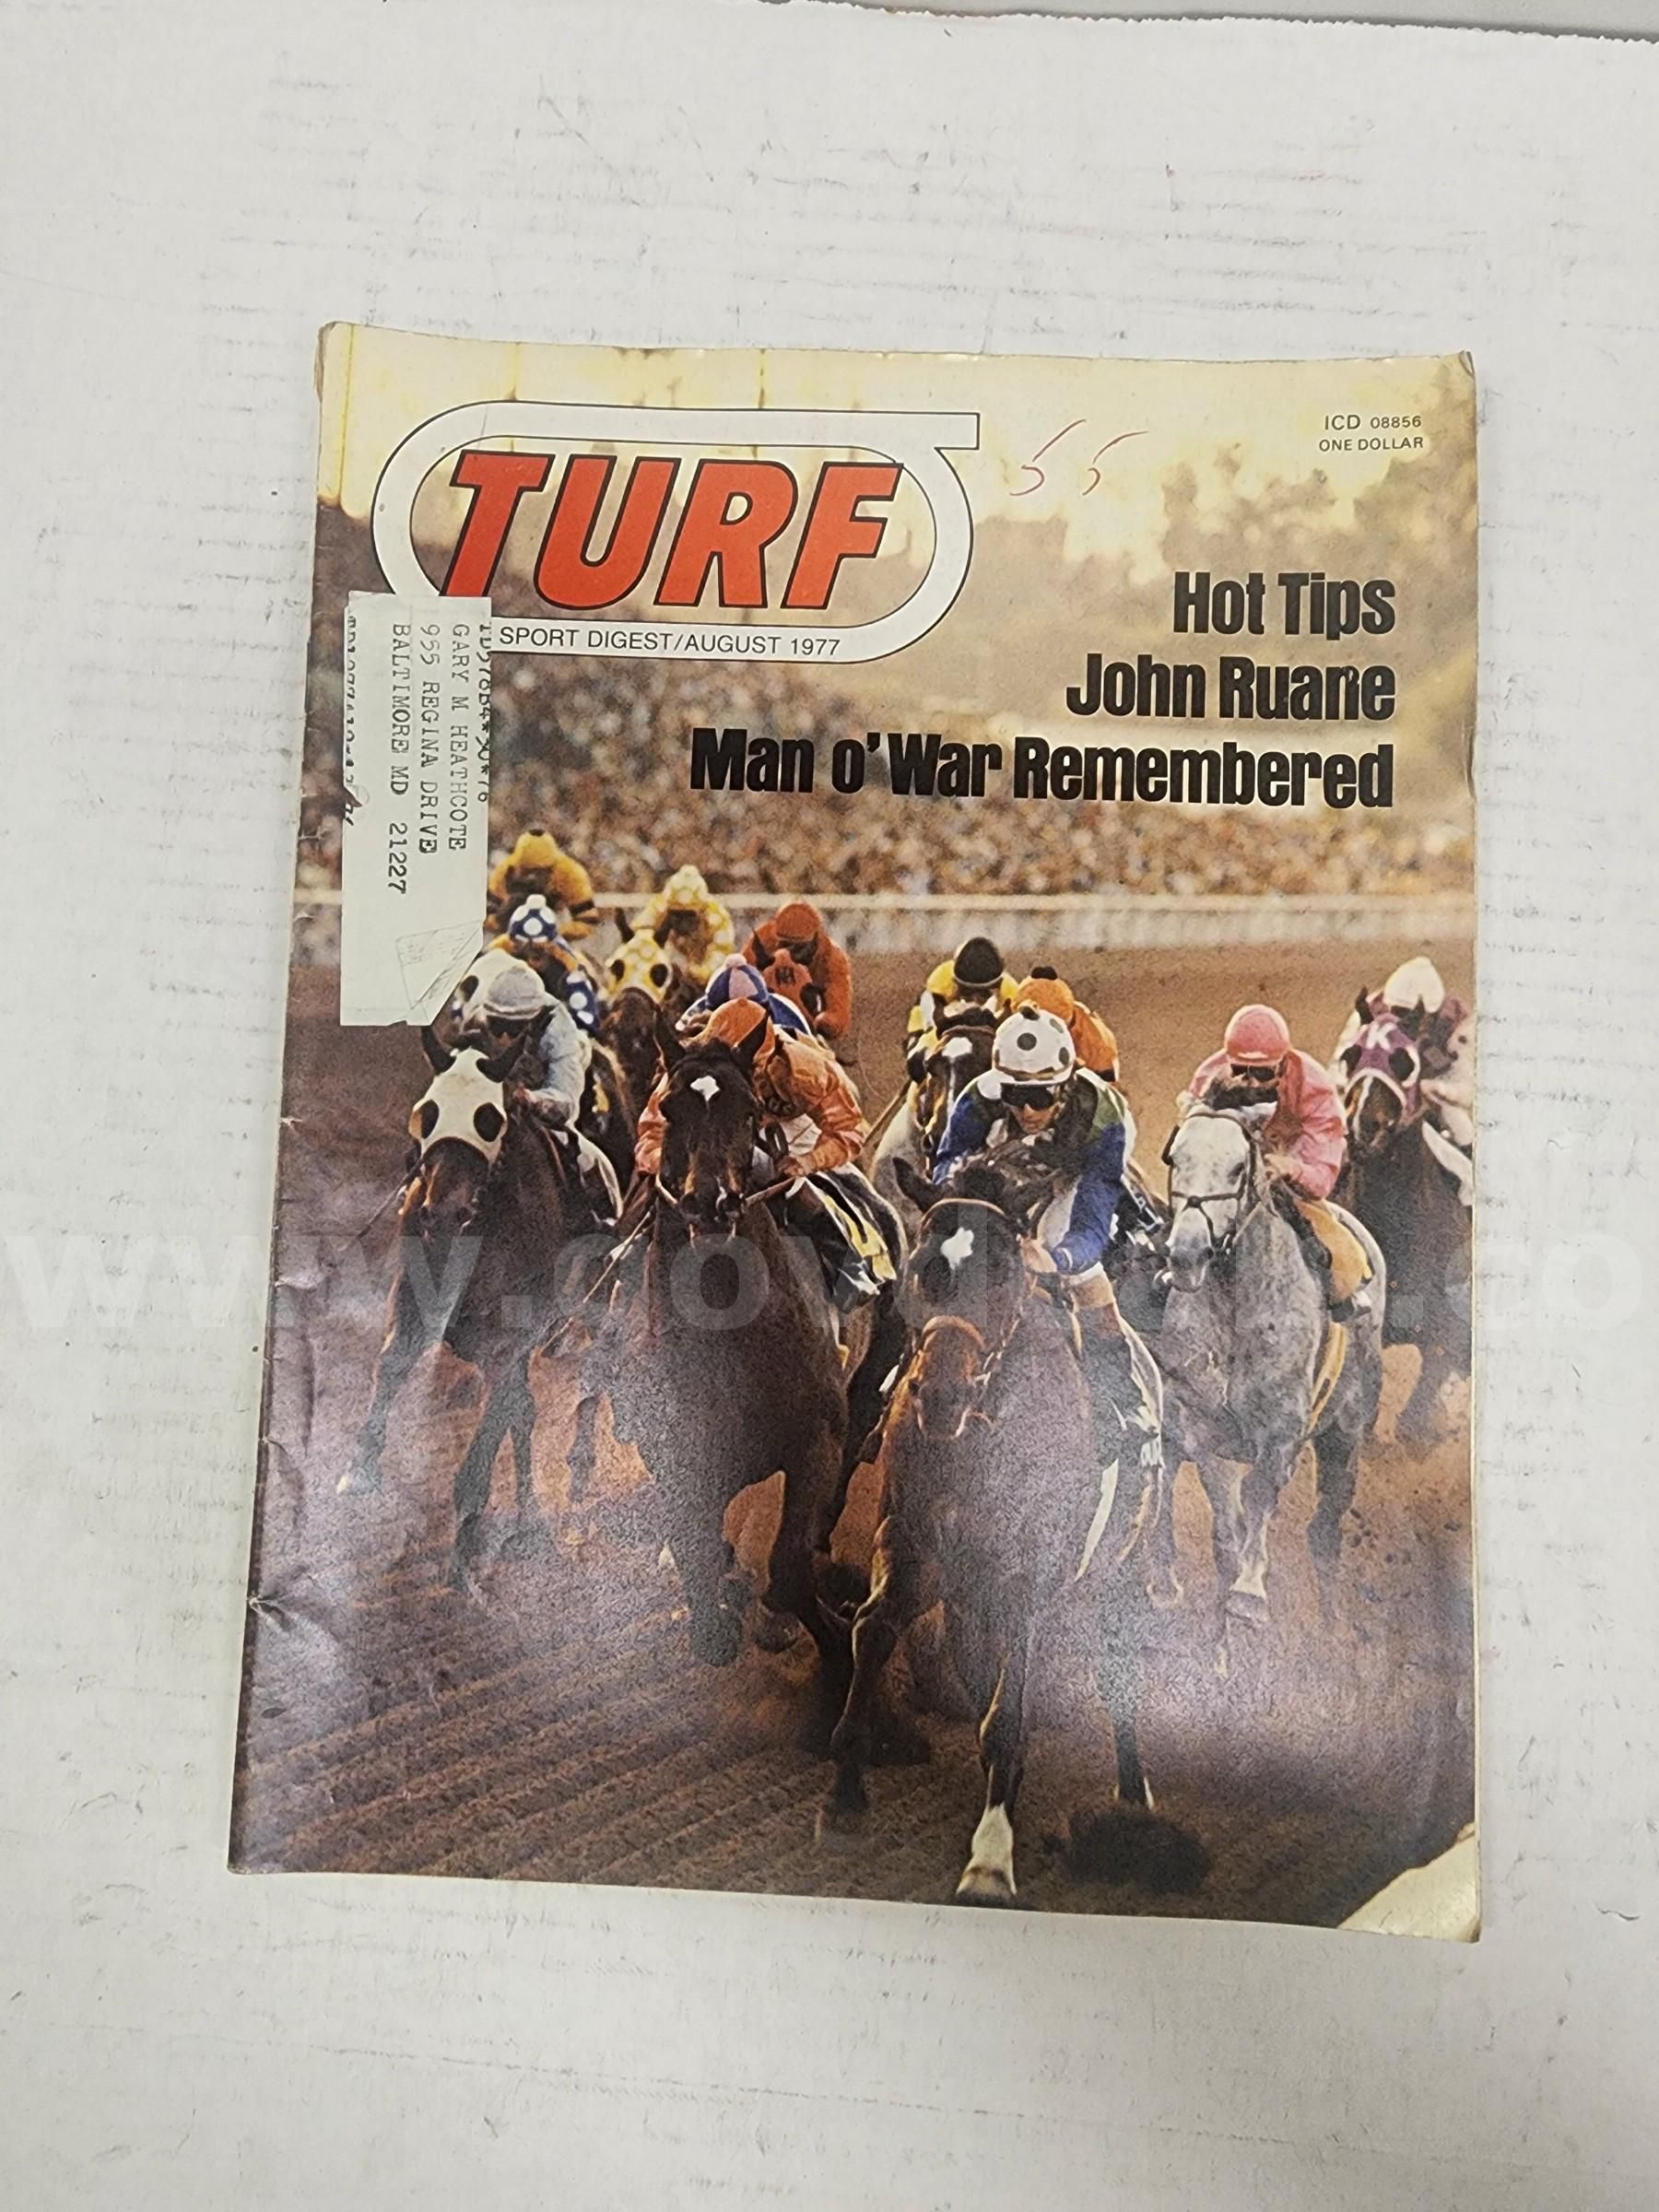 ICD 08856
ONE DOLLAR
55
TURF
SPORT DIGEST/AUGUST 1977
Hot Tips
John Ruane
Man o' War Remembered
GARY M HEATHCOTE
955 REGINA DRIVE
BALTIMORE MD 21227